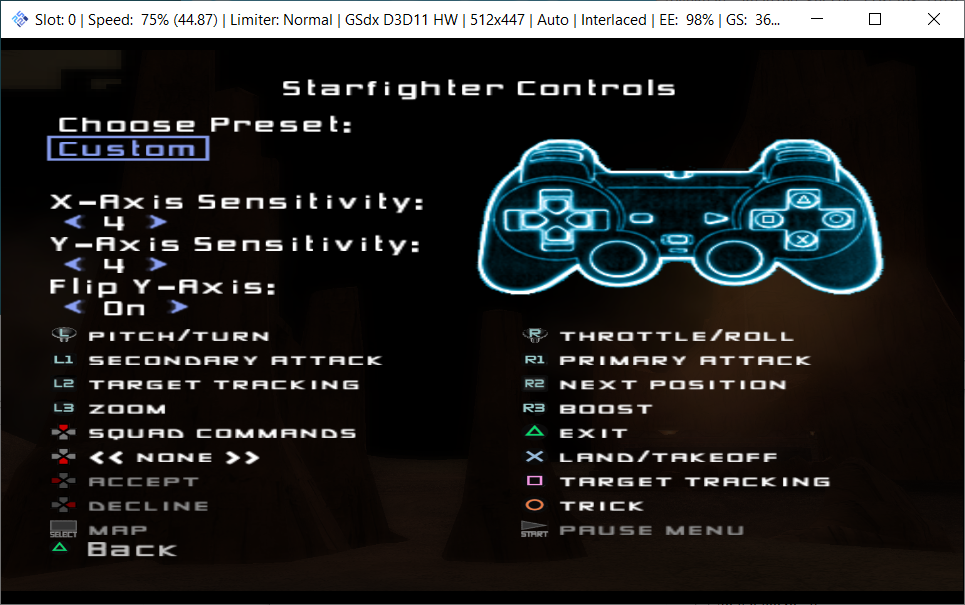 Slot: 0 | Speed: 75% (44.87) | Limiter: Normal | GSdx D3D11 HW | 512x447 | Auto | Interlaced | EE: 98% | GS: 36...
Starfighter Controls
Choose Preset:
Custom
X-Axis Sensitivity:
< 4 >
Y-Axis Sensitivity:
< 4 >
Flip Y-Axis:
< On >
L PITCH/TURN
L1 SECONDARY ATTACK
L2 TARGET TRACKING
L3 ZOOM
SQUAD COMMANDS
<< NONE >>
ACCEPT
DECLINE
SELECT MAP
Back
R THROTTLE/ROLL
R1 PRIMARY ATTACK
R2 NEXT POSITION
R3 BOOST
EXIT
LAND/TAKEOFF
TARGET TRACKING
TRICK
START PAUSE MENU